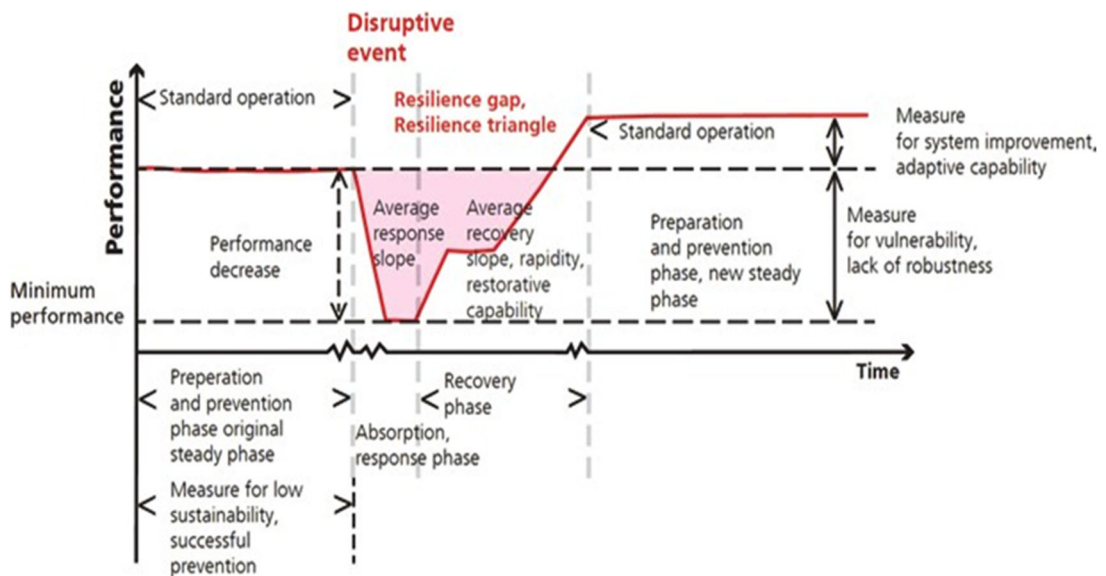 Disruptive
event
Performance
Standard operation
Resilience gap,
Resilience triangle
Standard operation
Measure
for system improvement,
adaptive capability
Performance
decrease
Average
response
slope
Average
recovery
slope, rapidity,
restorative
capability
Preparation
and prevention
phase, new steady
phase
Measure
for vulnerability,
lack of robustness
Minimum
performance
Time
Preperation
and prevention
phase original
steady phase
Recovery
phase
Absorption,
response phase
Measure for low
sustainability,
successful
prevention